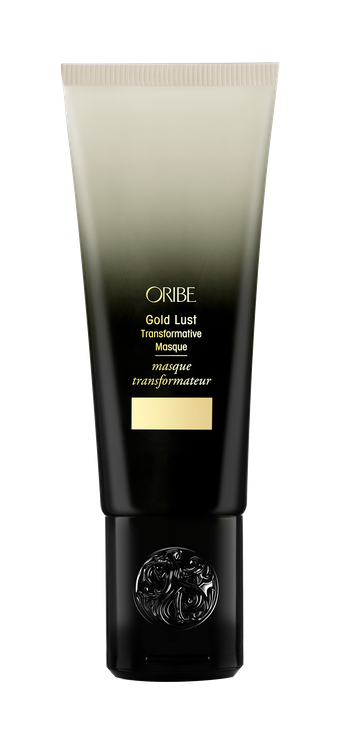 ORIBE
Gold Lust
Transformative
Masque
masque
transformateur